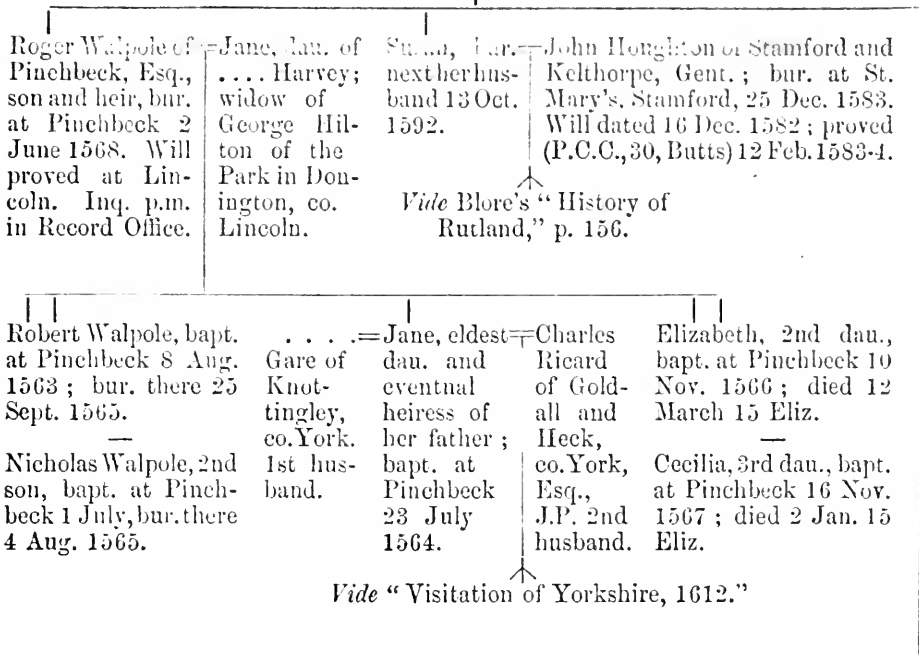 Roger Walpole of
Pinchbeck, Esq.,
son and heir, bur.
at Pinchbeck 2
June 1568. Will
proved at Lin-
coln. Inq. p.m.
in Record Office.
=Jane, dau. of
.... Harvey;
widow of
George Hil-
ton of the
Park in Don-
ington, co.
Lincoln.
next her hus-
band 13 Oct.
1592.
=John Houghton of Stamford and
Kelthorpe, Gent.; bur. at St.
Mary's, Stamford, 25 Dec. 1583.
Will dated 16 Dec. 1582; proved
(P.C.C., 30, Butts) 12 Feb. 1583-4.
Vide Blore's “History of
Rutland,” p. 156.
Robert Walpole, bapt.
at Pinchbeck 8 Aug.
1563; bur. there 25
Sept. 1565.
—
Nicholas Walpole, 2nd
son, bapt. at Pinch-
beck 1 July, bur. there
4 Aug. 1565.
. . . .
Gare of
Knot-
tingley,
co. York.
1st hus-
band.
=Jane, eldest
dau. and
eventual
heiress of
her father;
bapt. at
Pinchbeck
23 July
1564.
=Charles
Ricard
of Gold-
all and
Heck,
co. York,
Esq.,
J.P. 2nd
husband.
Elizabeth, 2nd dau.,
bapt. at Pinchbeck 10
Nov. 1566; died 12
March 15 Eliz.
—
Cecilia, 3rd dau., bapt.
at Pinchbeck 16 Nov.
1567; died 2 Jan. 15
Eliz.
Vide “Visitation of Yorkshire, 1612.”